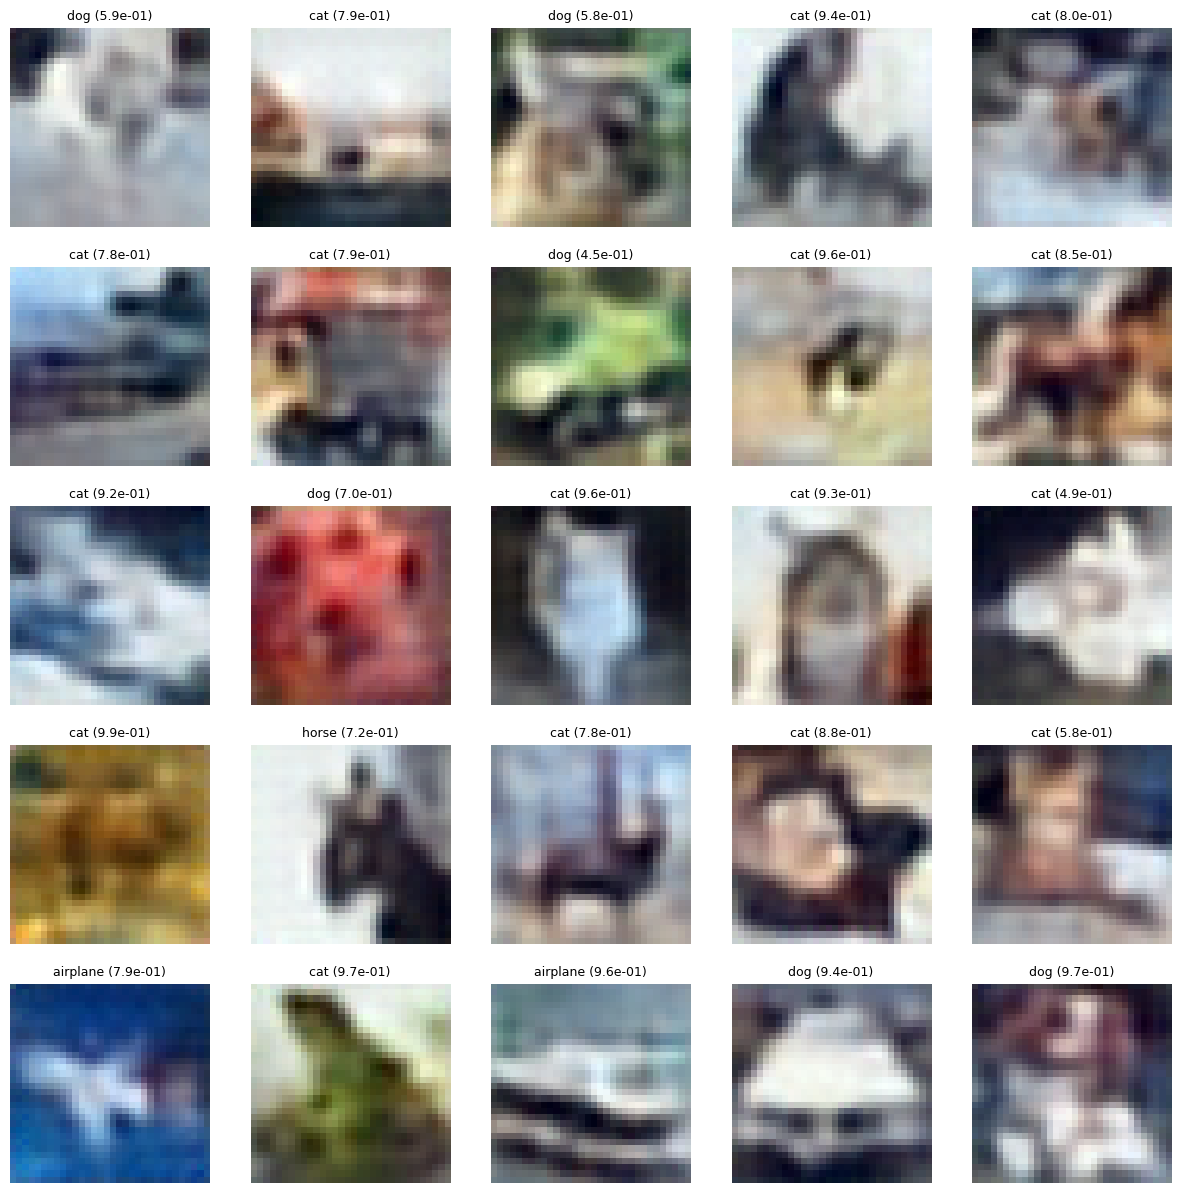 dog (5.9e-01)
cat (7.9e-01)
dog (5.8e-01)
cat (9.4e-01)
cat (8.0e-01)
cat (7.8e-01)
cat (7.9e-01)
dog (4.5e-01)
cat (9.6e-01)
cat (8.5e-01)
cat (9.2e-01)
dog (7.0e-01)
cat (9.6e-01)
cat (9.3e-01)
cat (4.9e-01)
cat (9.9e-01)
horse (7.2e-01)
cat (7.8e-01)
cat (8.8e-01)
cat (5.8e-01)
airplane (7.9e-01)
cat (9.7e-01)
airplane (9.6e-01)
dog (9.4e-01)
dog (9.7e-01)